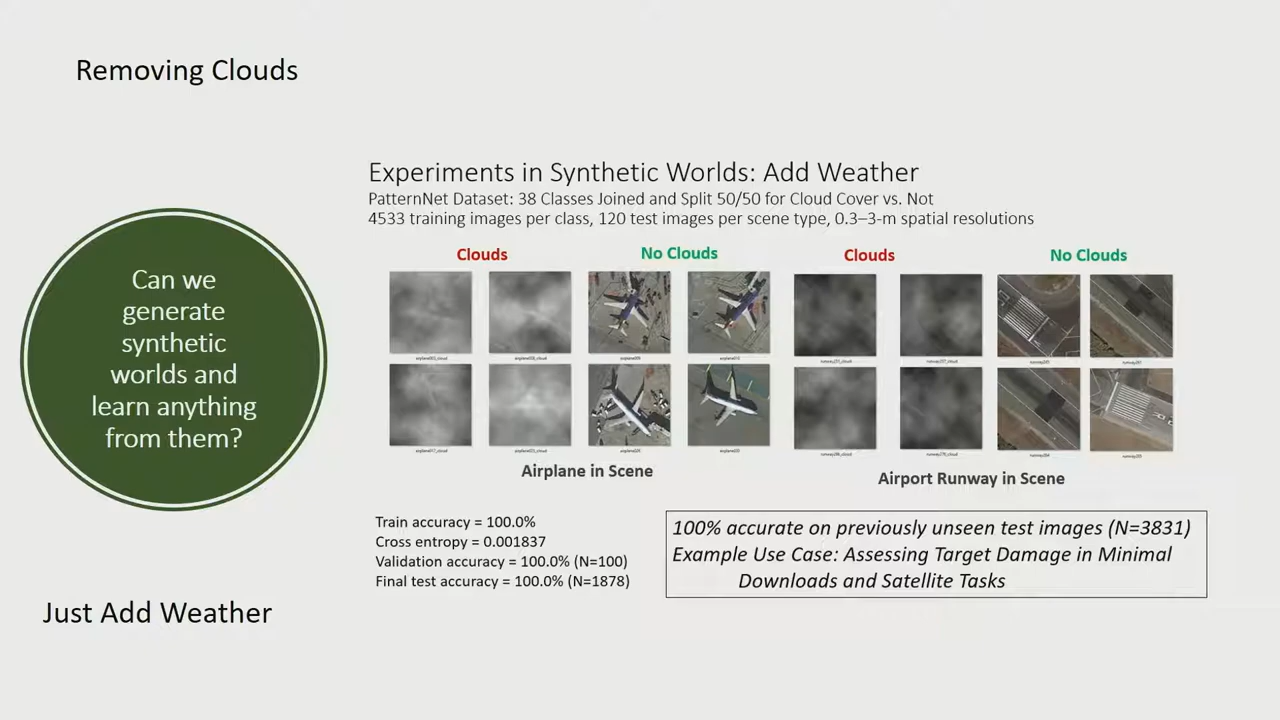 Removing Clouds
Experiments in Synthetic Worlds: Add Weather
PatternNet Dataset: 38 Classes Joined and Split 50/50 for Cloud Cover vs. Not
4533 training images per class, 120 test images per scene type, 0.3–3-m spatial resolutions
Can we
generate
synthetic
worlds and
learn anything
from them?
Clouds
No Clouds
Clouds
No Clouds
Airplane in Scene
Airport Runway in Scene
Train accuracy = 100.0%
Cross entropy = 0.001837
Validation accuracy = 100.0% (N=100)
Final test accuracy = 100.0% (N=1878)
100% accurate on previously unseen test images (N=3831)
Example Use Case: Assessing Target Damage in Minimal
Downloads and Satellite Tasks
Just Add Weather